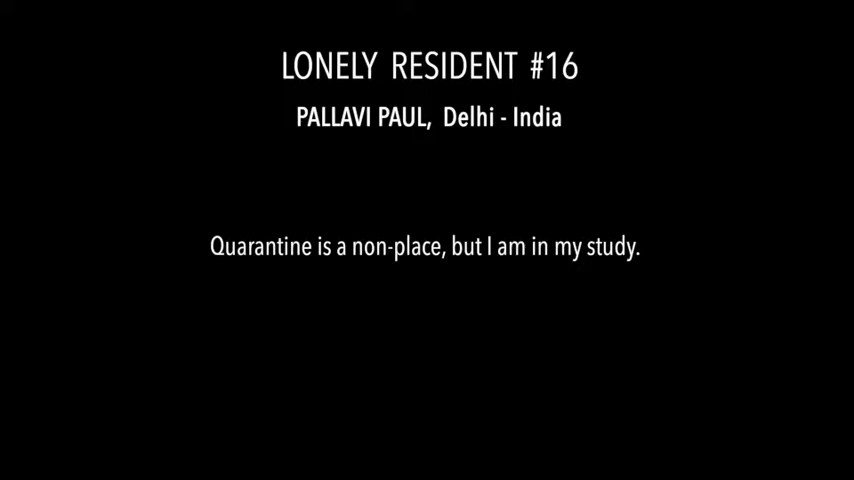 LONELY RESIDENT #16
PALLAVI PAUL, Delhi - India
Quarantine is a non-place, but I am in my study.